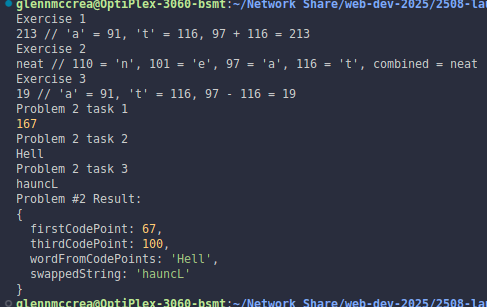 glennmccrea@OptiPlex-3060-bsmt:~/Network Share/web-dev-2025/2508-la
Exercise 1
213 // 'a' = 91, 't' = 116, 97 + 116 = 213
Exercise 2
neat // 110 = 'n', 101 = 'e', 97 = 'a', 116 = 't', combined = neat
Exercise 3
19 // 'a' = 91, 't' = 116, 97 - 116 = 19
Problem 2 task 1
167
Problem 2 task 2
Hell
Problem 2 task 3
hauncL
Problem #2 Result:
{
  firstCodePoint: 67,
  thirdCodePoint: 100,
  wordFromCodePoints: 'Hell',
  swappedString: 'hauncL'
}
glennmccrea@OptiPlex-3060-bsmt:~/Network Share/web-dev-2025/2508-la